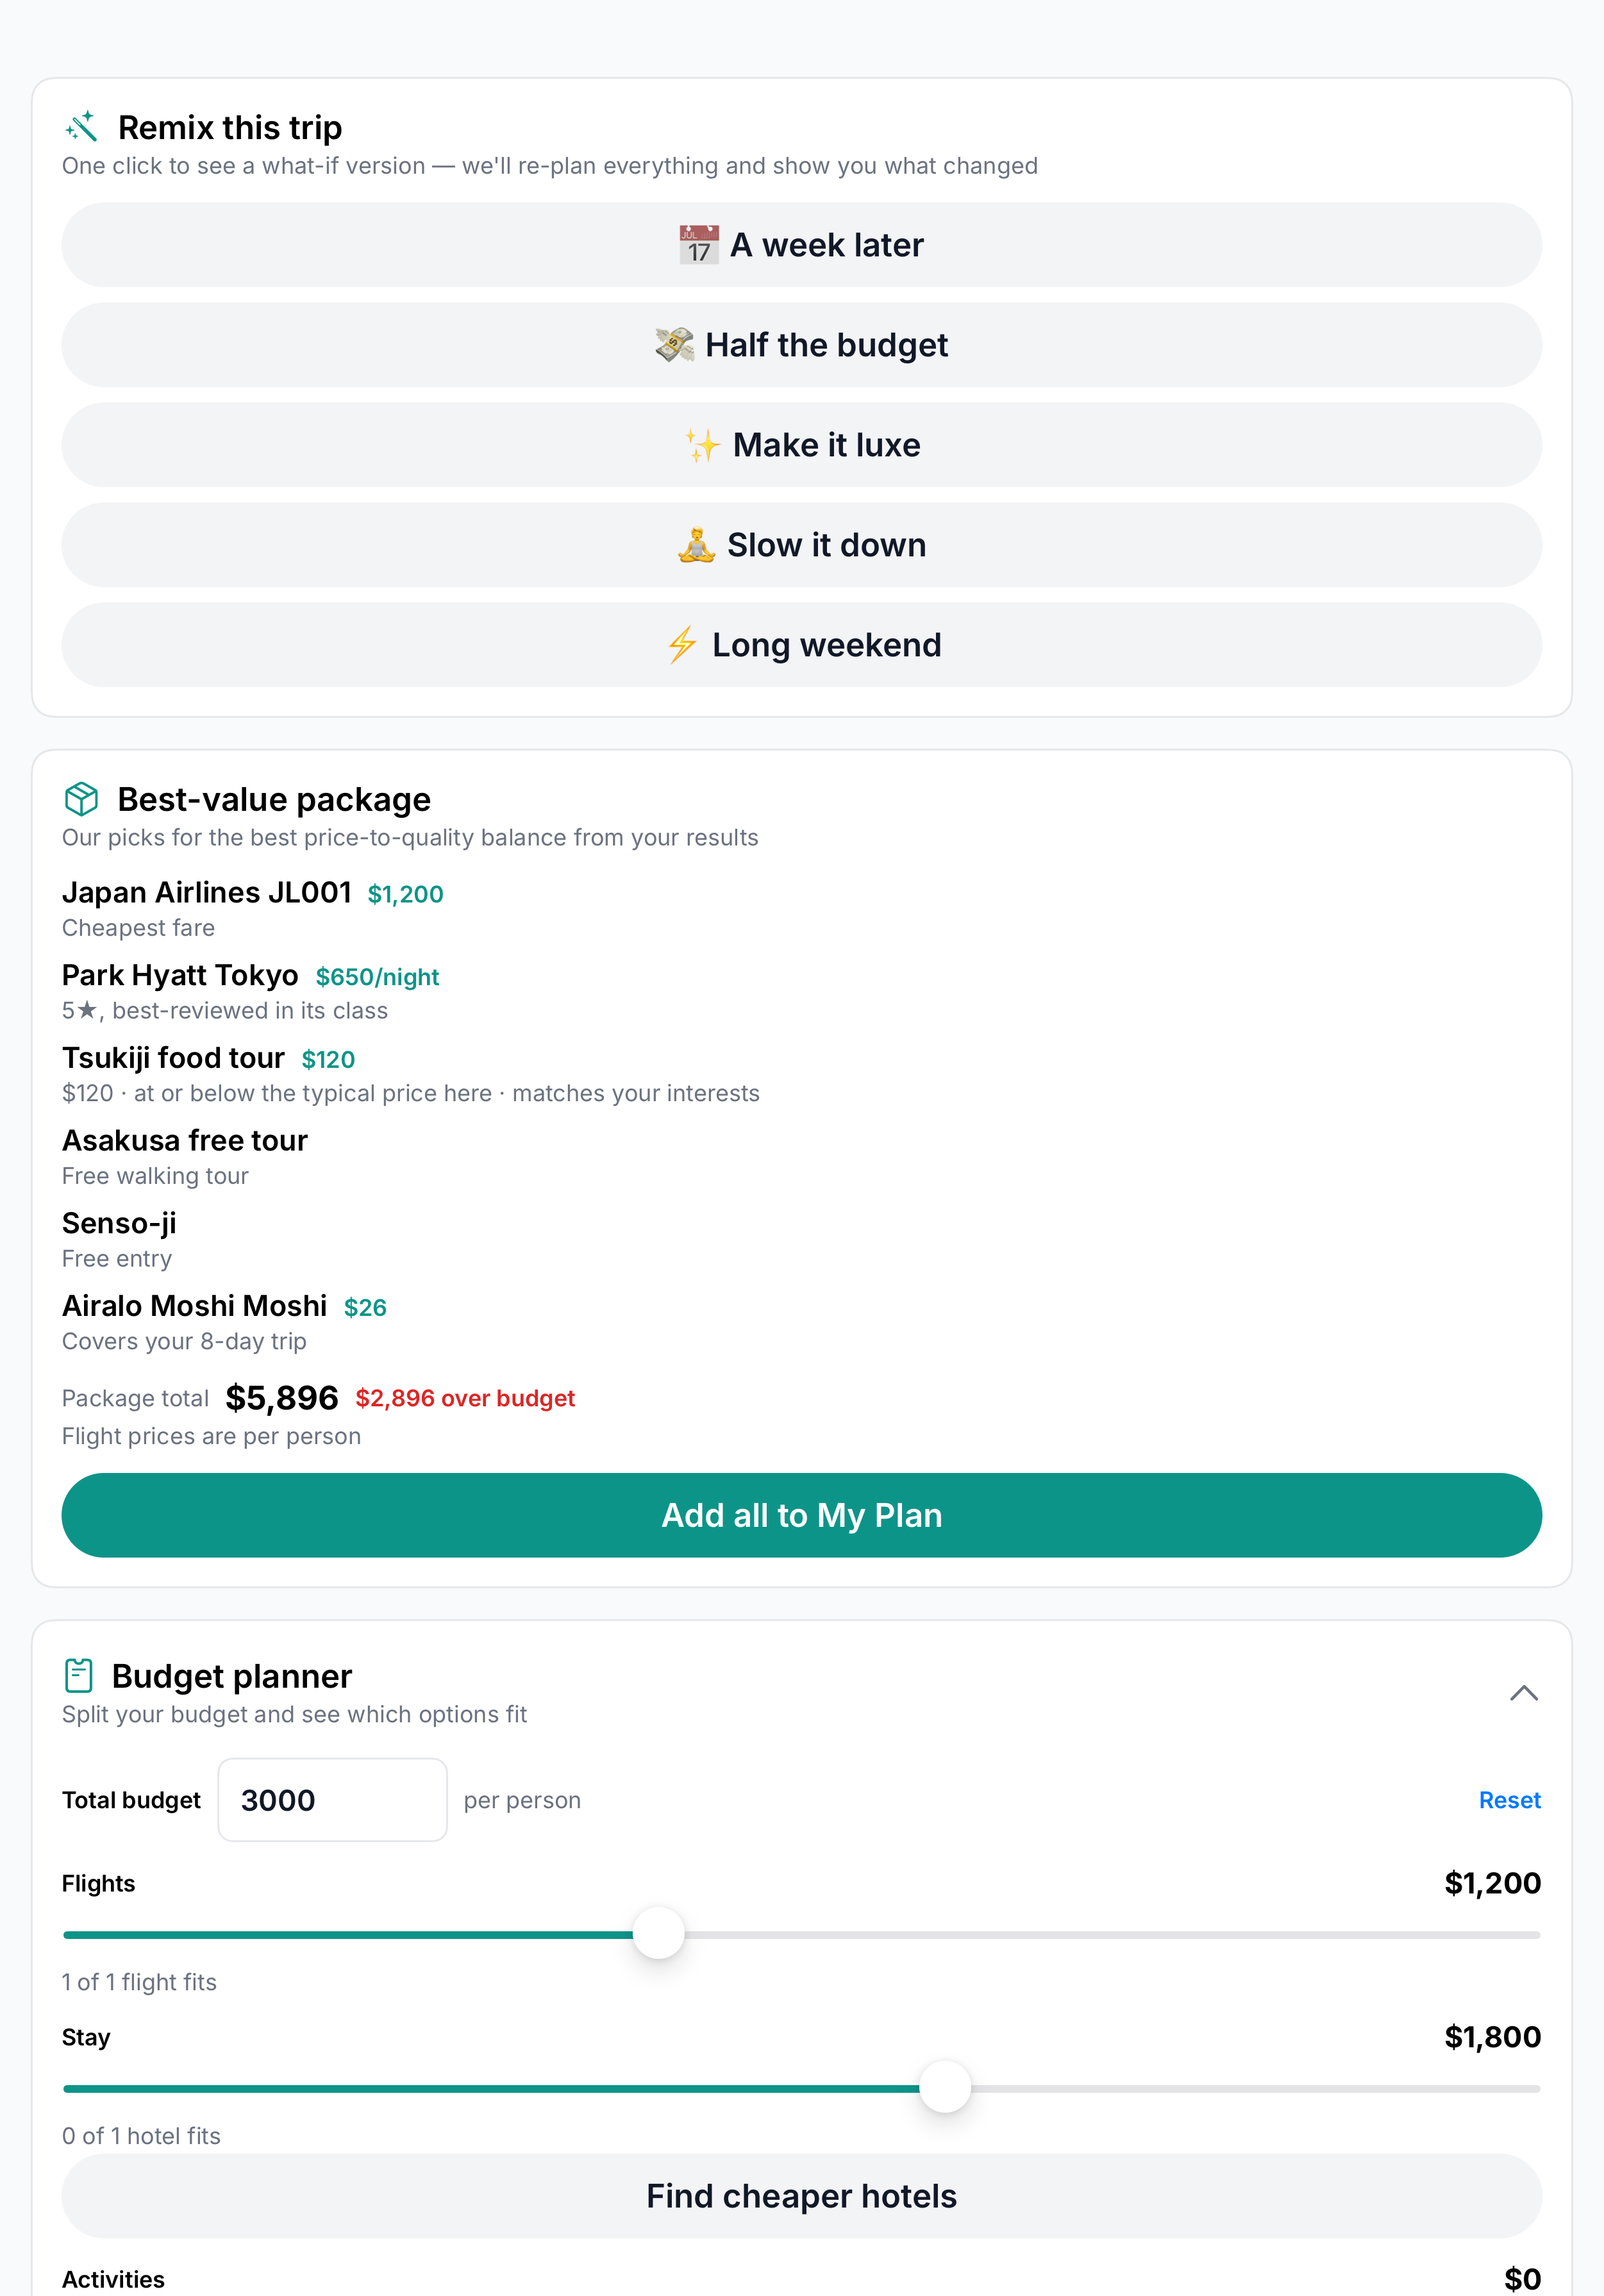 Remix this trip
One click to see a what-if version — we'll re-plan everything and show you what changed
JUL 17 A week later
Half the budget
Make it luxe
Slow it down
Long weekend
Best-value package
Our picks for the best price-to-quality balance from your results
Japan Airlines JL001 $1,200
Cheapest fare
Park Hyatt Tokyo $650/night
5★, best-reviewed in its class
Tsukiji food tour $120
$120 · at or below the typical price here · matches your interests
Asakusa free tour
Free walking tour
Senso-ji
Free entry
Airalo Moshi Moshi $26
Covers your 8-day trip
Package total $5,896 $2,896 over budget
Flight prices are per person
Add all to My Plan
Budget planner
Split your budget and see which options fit
Total budget 3000 per person Reset
Flights $1,200
1 of 1 flight fits
Stay $1,800
0 of 1 hotel fits
Find cheaper hotels
Activities $0